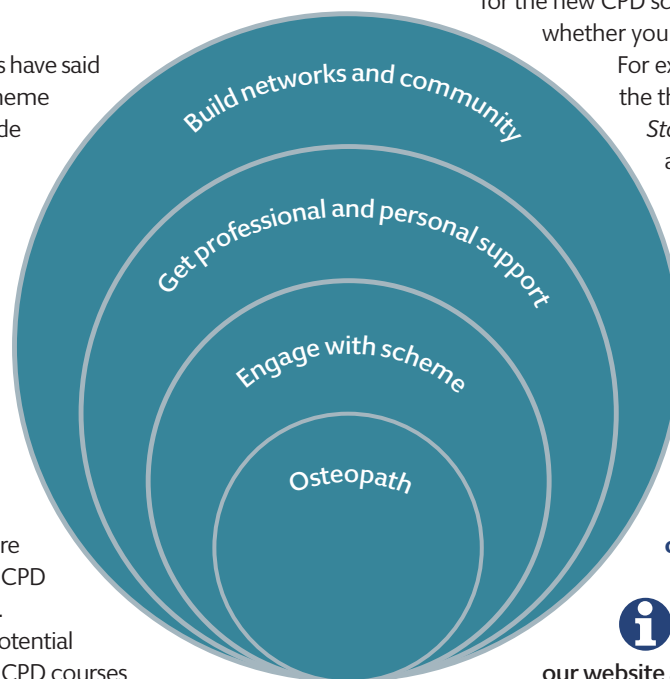 s have said
heme
de
for the new CPD sc
whether you
For ex
the th
Sto
a
Build networks and community
Get professional and personal support
Engage with scheme
Osteopath
re
CPD
.
otential
CPD courses
c
i
our website